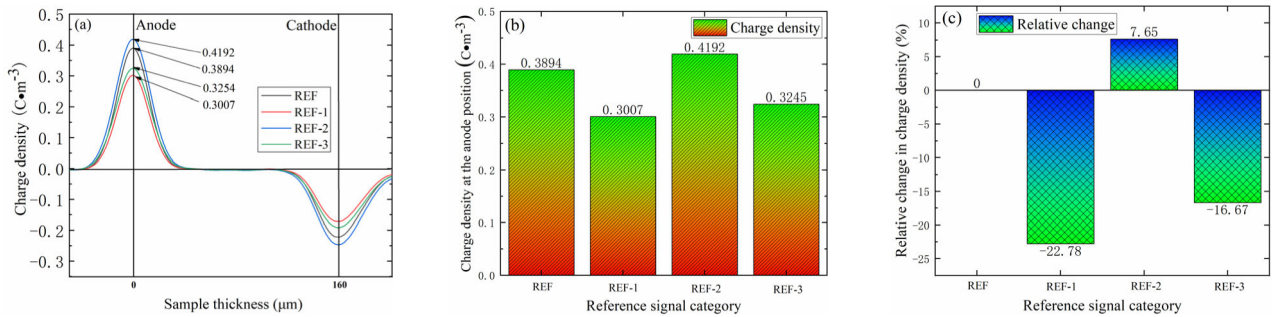 (a)
Anode
Cathode
0.5
0.4
0.3
0.2
0.1
0.0
−0.1
−0.2
−0.3
Charge density (C•m⁻³)
0.4192
0.3894
0.3254
0.3007
REF
REF-1
REF-2
REF-3
0
160
Sample thickness (μm)
(b)
Charge density
0.5
0.4
0.3
0.2
0.1
0.0
Charge density at the anode position (C•m⁻³)
0.3894
0.3007
0.4192
0.3245
REF
REF-1
REF-2
REF-3
Reference signal category
(c)
Relative change
10
5
0
-5
-10
-15
-20
-25
Relative change in charge density (%)
0
-22.78
7.65
-16.67
REF
REF-1
REF-2
REF-3
Reference signal category